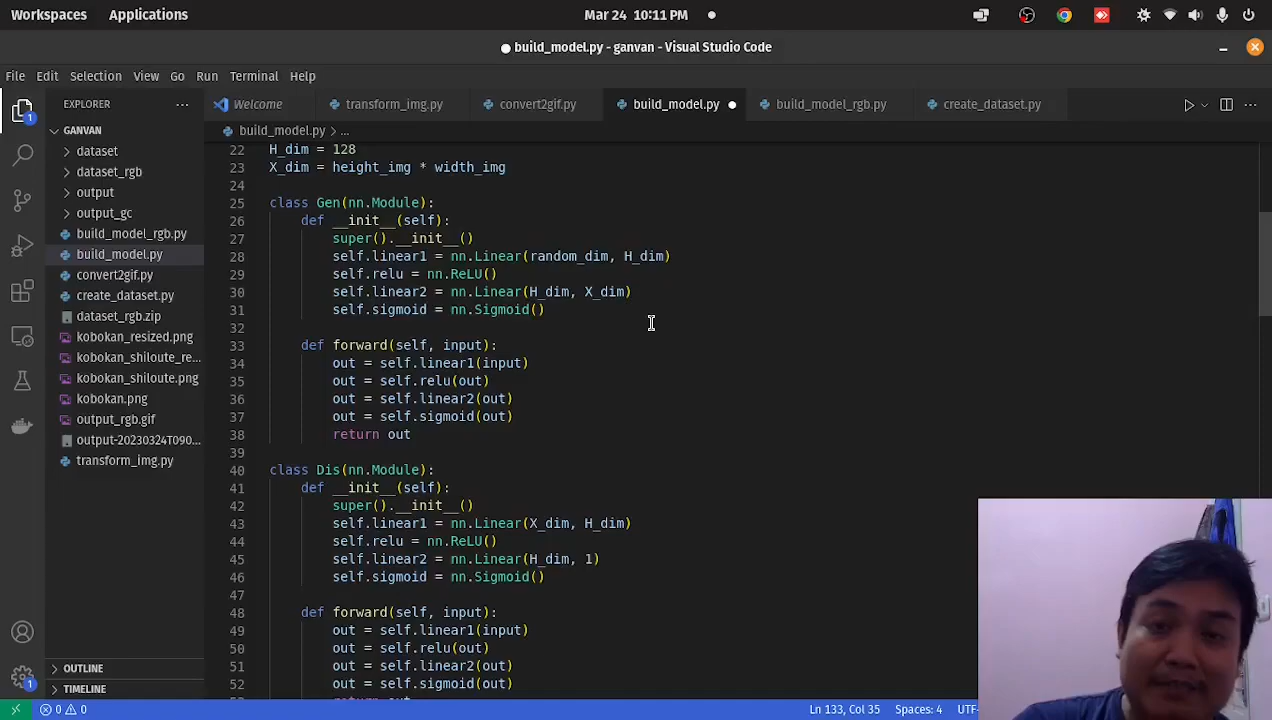 Workspaces Applications Mar 24 10:11 PM
build_model.py - ganvan - Visual Studio Code
File Edit Selection View Go Run Terminal Help
EXPLORER
Welcome transform_img.py convert2gif.py build_model.py build_model_rgb.py create_dataset.py
GANVAN
build_model.py > ...
dataset
dataset_rgb
output
output_gc
build_model_rgb.py
build_model.py
convert2gif.py
create_dataset.py
dataset_rgb.zip
kobokan_resized.png
kobokan_shiloute_re...
kobokan_shiloute.png
kobokan.png
output_rgb.gif
output-20230324T090...
transform_img.py
OUTLINE
TIMELINE
1
1
22 H_dim = 128
23 X_dim = height_img * width_img
24
25 class Gen(nn.Module):
26 def __init__(self):
27 super().__init__()
28 self.linear1 = nn.Linear(random_dim, H_dim)
29 self.relu = nn.ReLU()
30 self.linear2 = nn.Linear(H_dim, X_dim)
31 self.sigmoid = nn.Sigmoid()
32
33 def forward(self, input):
34 out = self.linear1(input)
35 out = self.relu(out)
36 out = self.linear2(out)
37 out = self.sigmoid(out)
38 return out
39
40 class Dis(nn.Module):
41 def __init__(self):
42 super().__init__()
43 self.linear1 = nn.Linear(X_dim, H_dim)
44 self.relu = nn.ReLU()
45 self.linear2 = nn.Linear(H_dim, 1)
46 self.sigmoid = nn.Sigmoid()
47
48 def forward(self, input):
49 out = self.linear1(input)
50 out = self.relu(out)
51 out = self.linear2(out)
52 out = self.sigmoid(out)
0 0 Ln 133, Col 35 Spaces: 4 UTF-